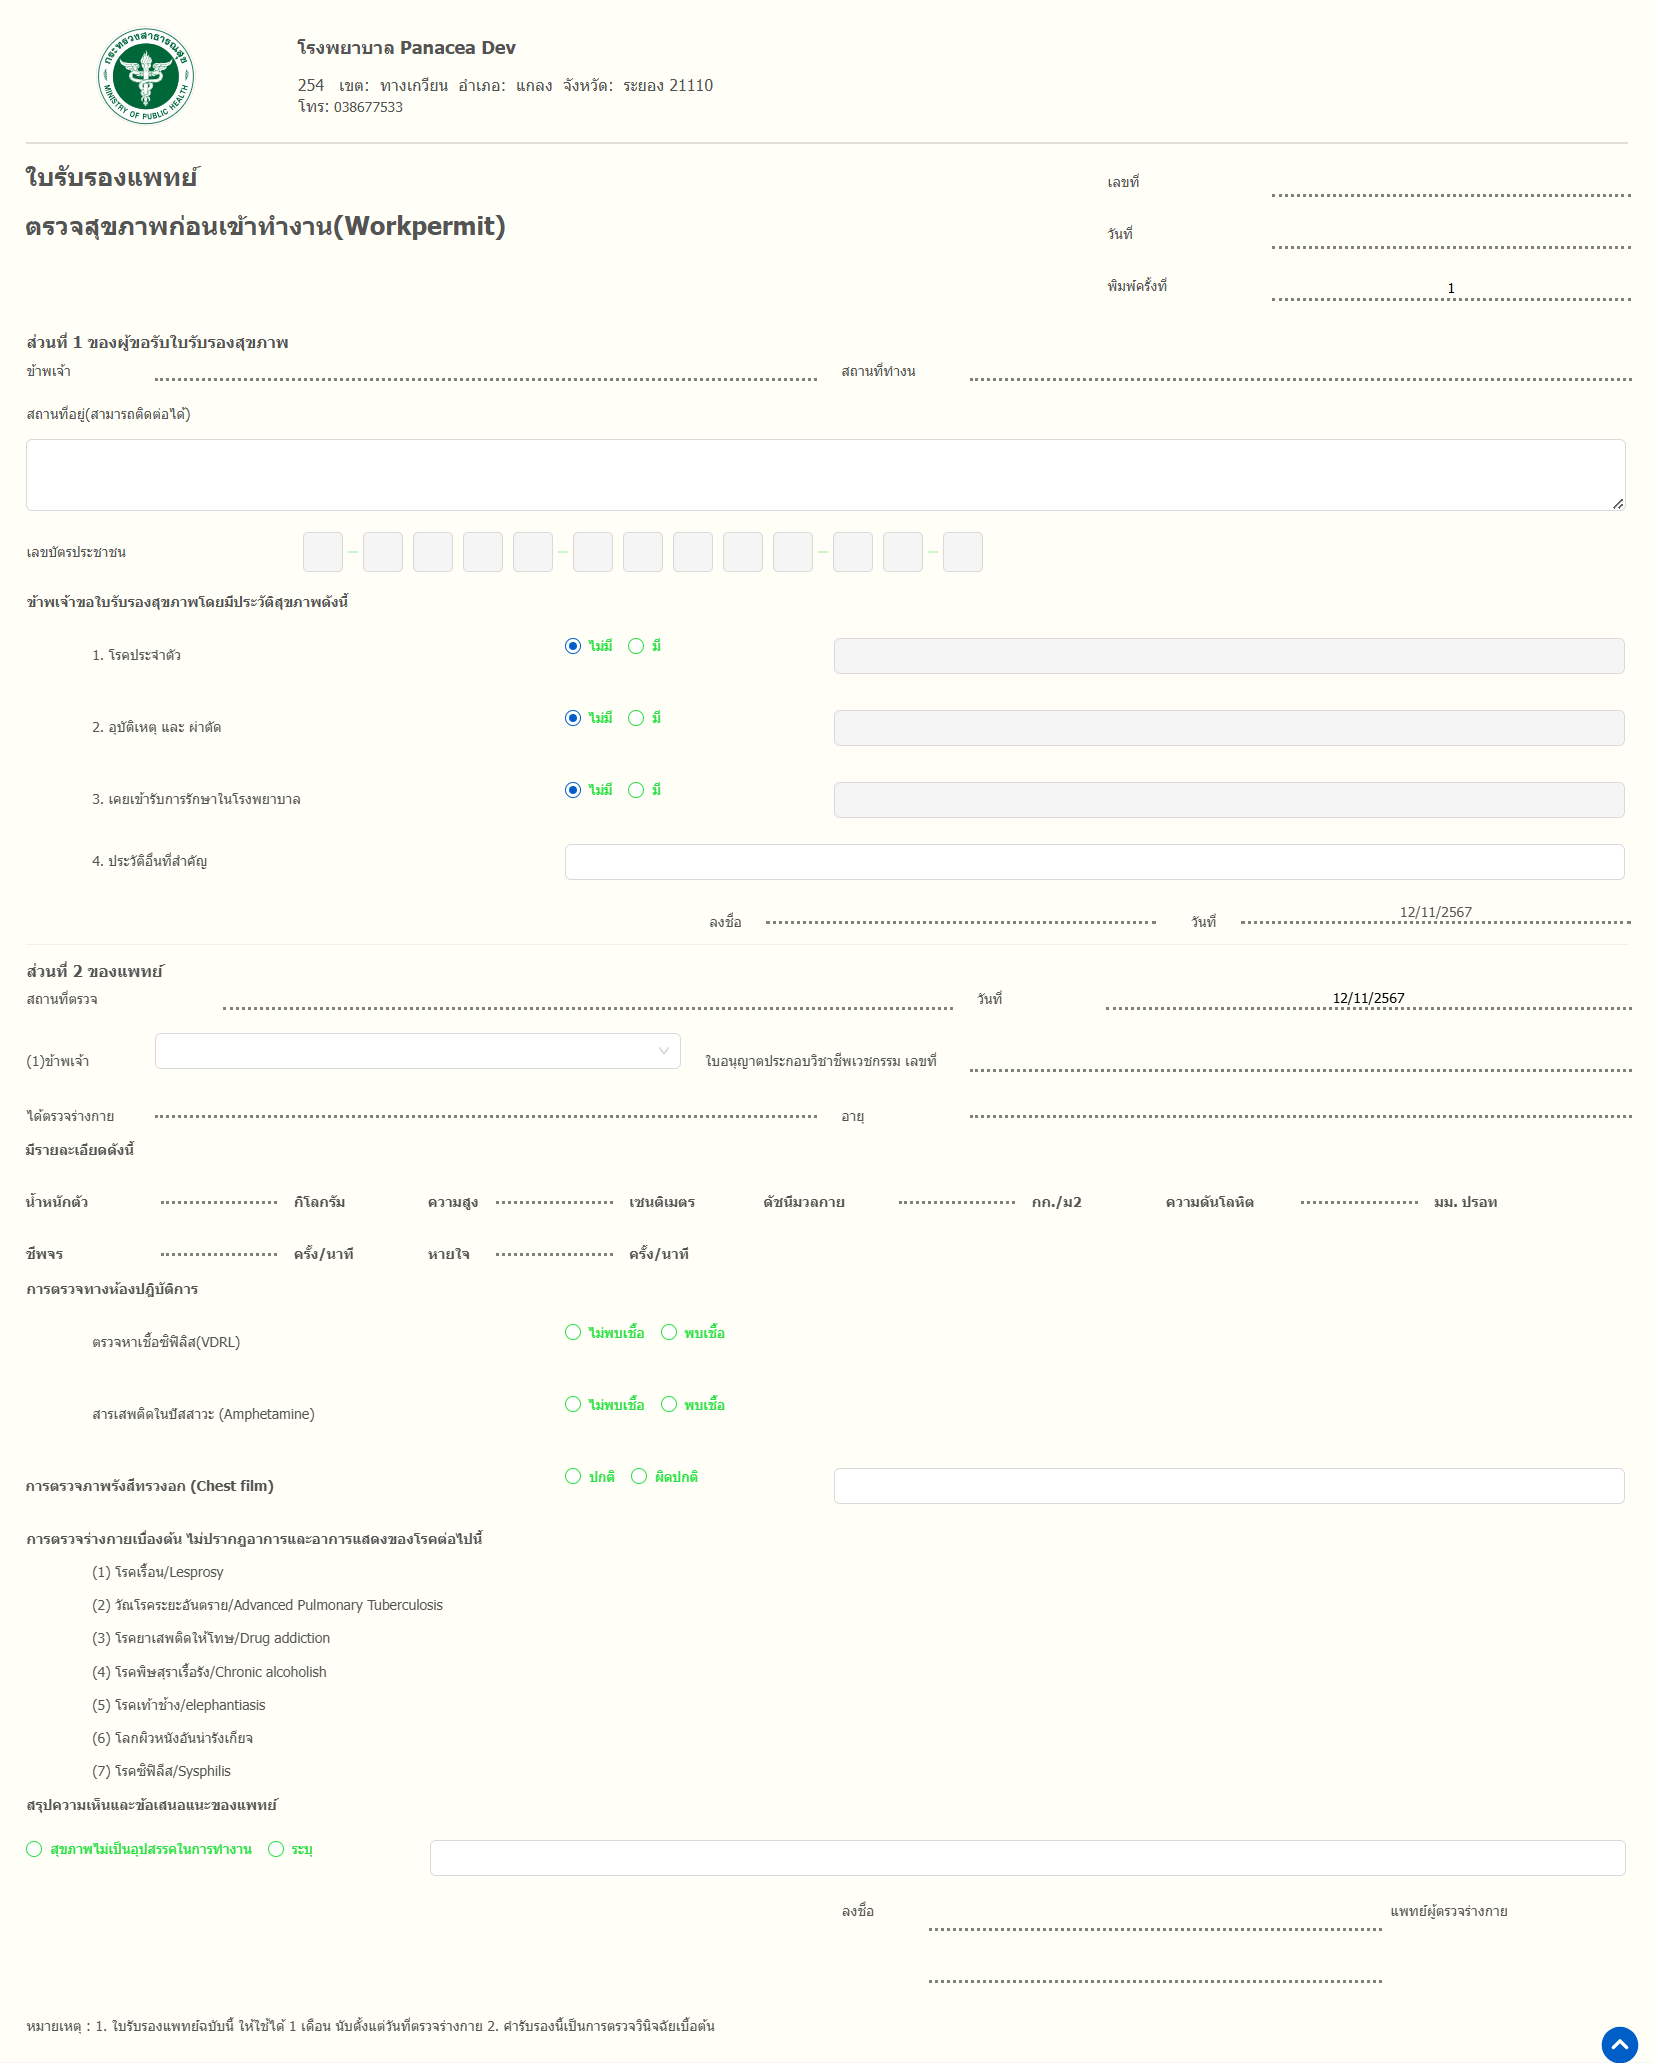 กระทรวงสาธารณสุข
MINISTRY OF PUBLIC HEALTH
โรงพยาบาล Panacea Dev
254 เขต: ทางเกวียน อำเภอ: แกลง จังหวัด: ระยอง 21110
โทร: 038677533
ใบรับรองแพทย์
ตรวจสุขภาพก่อนเข้าทำงาน(Workpermit)
เลขที่
วันที่
พิมพ์ครั้งที่ 1
ส่วนที่ 1 ของผู้ขอรับใบรับรองสุขภาพ
ข้าพเจ้า สถานที่ทำงน
สถานที่อยู่(สามารถติดต่อได้)
เลขบัตรประชาชน
ข้าพเจ้าขอใบรับรองสุขภาพโดยมีประวัติสุขภาพดังนี้
1. โรคประจำตัว ไม่มี มี
2. อุบัติเหตุ และ ผ่าตัด ไม่มี มี
3. เคยเข้ารับการรักษาในโรงพยาบาล ไม่มี มี
4. ประวัติอื่นที่สำคัญ
ลงชื่อ วันที่ 12/11/2567
ส่วนที่ 2 ของแพทย์
สถานที่ตรวจ วันที่ 12/11/2567
(1)ข้าพเจ้า ใบอนุญาตประกอบวิชาชีพเวชกรรม เลขที่
ได้ตรวจร่างกาย อายุ
มีรายละเอียดดังนี้
น้ำหนักตัว กิโลกรัม ความสูง เซนติเมตร ดัชนีมวลกาย กก./ม2 ความดันโลหิต มม. ปรอท
ชีพจร ครั้ง/นาที หายใจ ครั้ง/นาที
การตรวจทางห้องปฎิบัติการ
ตรวจหาเชื้อซิฟิลิส(VDRL) ไม่พบเชื้อ พบเชื้อ
สารเสพติดในปัสสาวะ (Amphetamine) ไม่พบเชื้อ พบเชื้อ
การตรวจภาพรังสีทรวงอก (Chest film) ปกติ ผิดปกติ
การตรวจร่างกายเบื่องต้น ไม่ปรากฎอาการและอาการแสดงของโรคต่อไปนี้
(1) โรคเรื้อน/Lesprosy
(2) วัณโรคระยะอันตราย/Advanced Pulmonary Tuberculosis
(3) โรคยาเสพติดให้โทษ/Drug addiction
(4) โรคพิษสุราเรื้อรัง/Chronic alcoholish
(5) โรคเท้าช้าง/elephantiasis
(6) โลกผิวหนังอันน่ารังเกียจ
(7) โรคซิฟิลีส/Sysphilis
สรุปความเห็นและข้อเสนอแนะของแพทย์
สุขภาพไม่เป็นอุปสรรคในการทำงาน ระบุ
ลงชื่อ แพทย์ผู้ตรวจร่างกาย
หมายเหตุ : 1. ใบรับรองแพทย์ฉบับนี้ ให้ใช้ได้ 1 เดือน นับตั้งแต่วันที่ตรวจร่างกาย 2. คำรับรองนี้เป็นการตรวจวินิจฉัยเบื้อต้น